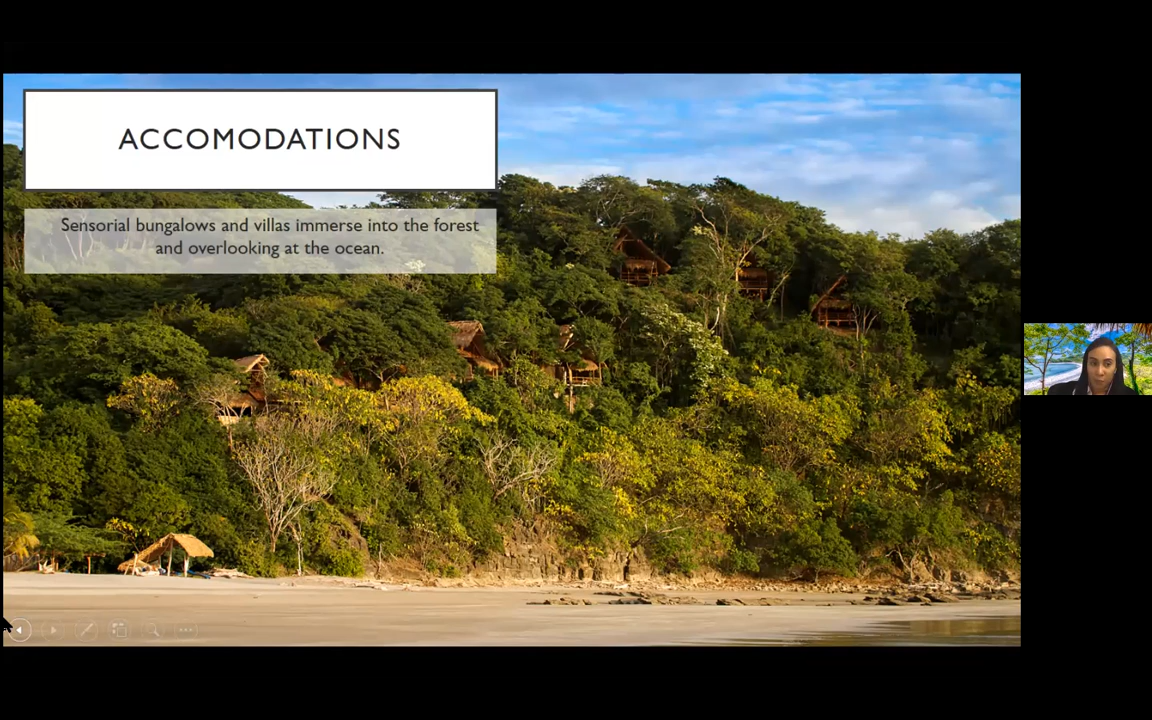 ACCOMODATIONS
Sensorial bungalows and villas immerse into the forest
and overlooking at the ocean.